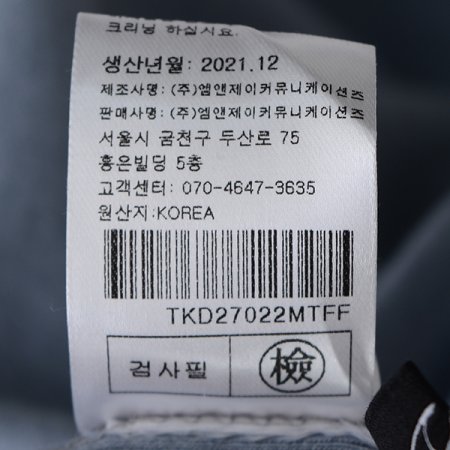 크리닝 하십시요.
생산년월: 2021.12
제조사명: (주)엠앤제이커뮤니케이션즈
판매사명: (주)엠앤제이커뮤니케이션즈
서울시 금천구 두산로 75
홍은빌딩 5층
고객센터: 070-4647-3635
원산지:KOREA
TKD27022MTFF
검사필 檢